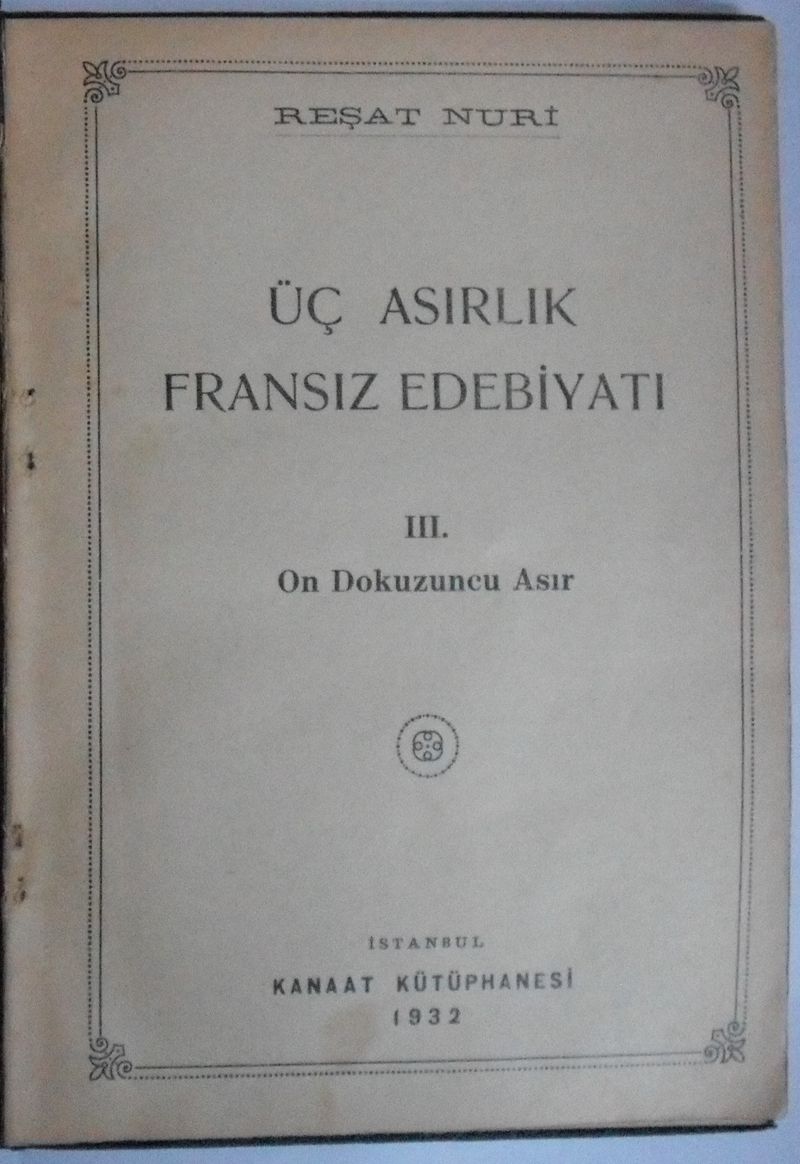 REŞAT NURİ
ÜÇ ASIRLIK
FRANSIZ EDEBİYATI
III.
On Dokuzuncu Asır
İSTANBUL
KANAAT KÜTÜPHANESİ
1932